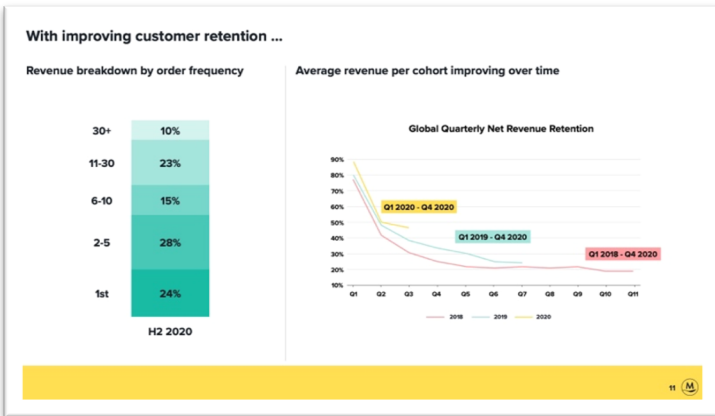 With improving customer retention ...
Revenue breakdown by order frequency
30+ 10%
11-30 23%
6-10 15%
2-5 28%
1st 24%
H2 2020
Average revenue per cohort improving over time
Global Quarterly Net Revenue Retention
90%
80%
70%
60%
50%
40%
30%
20%
10%
Q1 2020 - Q4 2020
Q1 2019 - Q4 2020
Q1 2018 - Q4 2020
Q1 Q2 Q3 Q4 Q5 Q6 Q7 Q8 Q9 Q10 Q11
2018 2019 2020
11 M